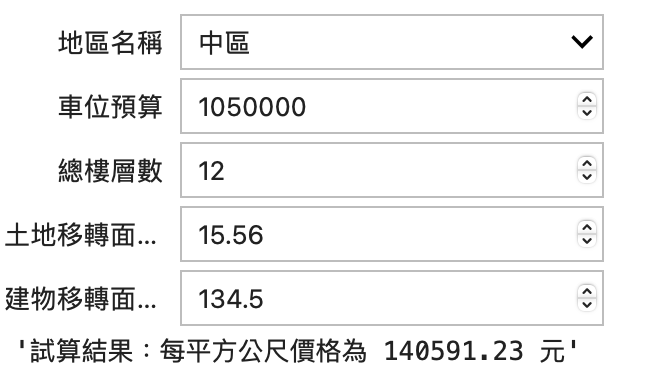 地區名稱 中區
車位預算 1050000
總樓層數 12
土地移轉面... 15.56
建物移轉面... 134.5
'試算結果：每平方公尺價格為 140591.23 元'